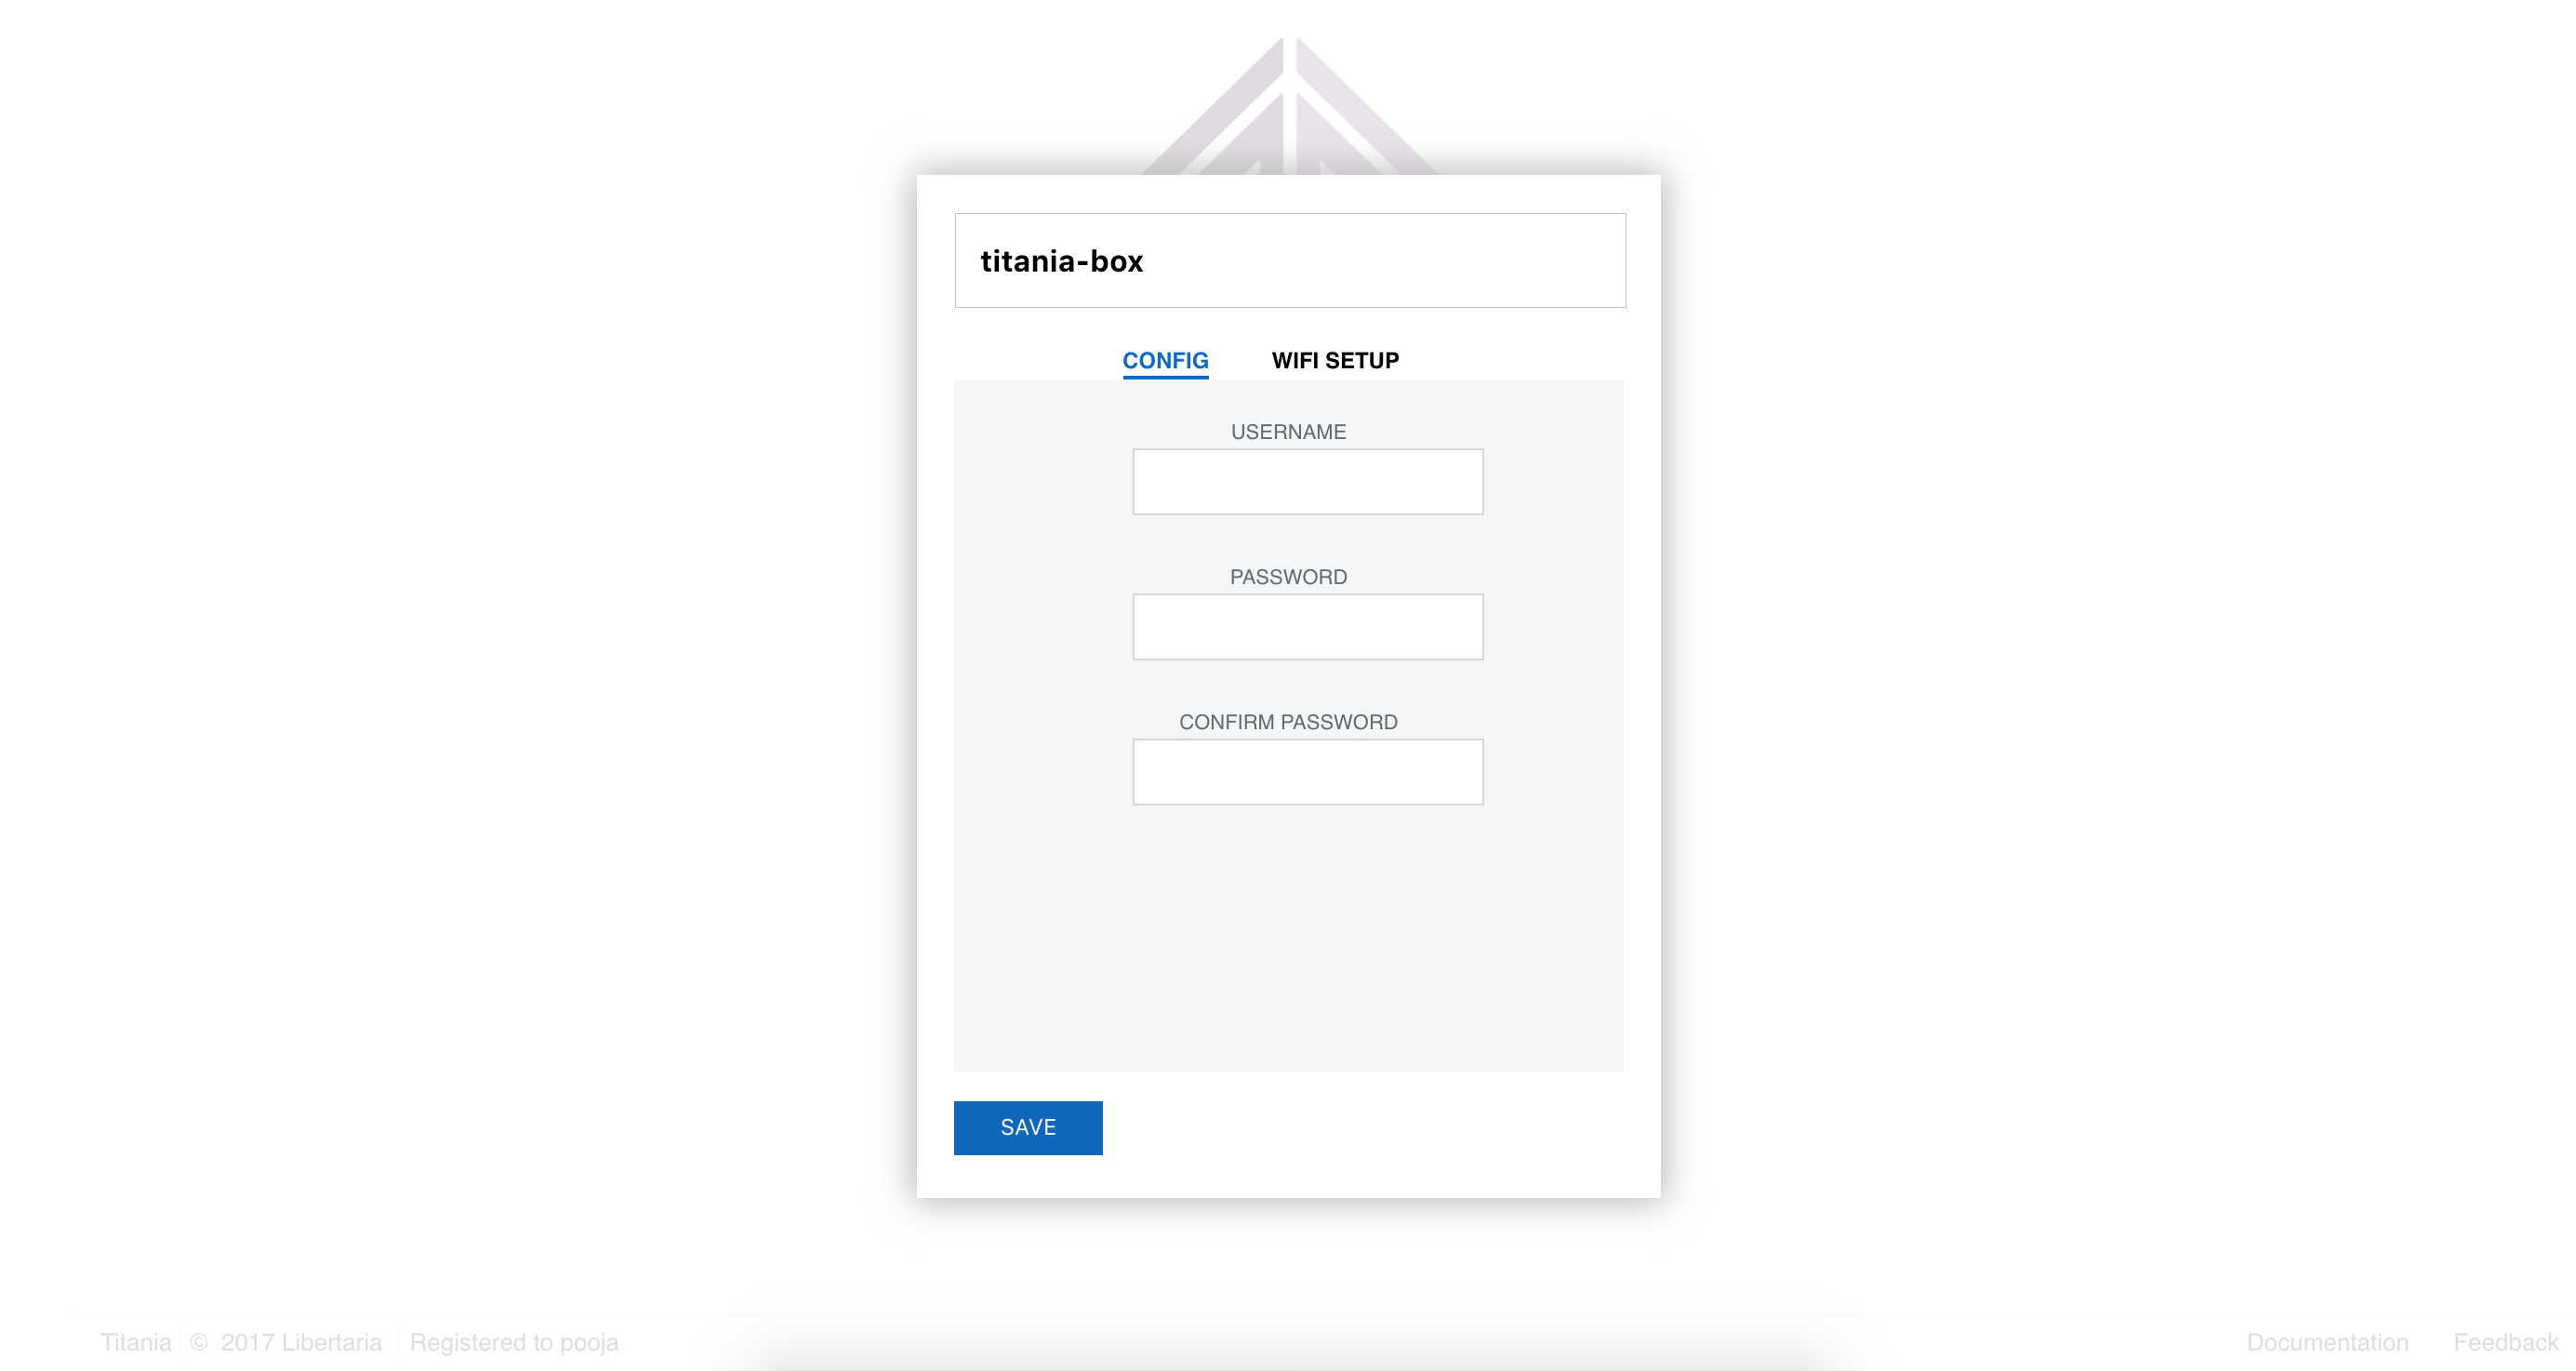 titania-box
CONFIG WIFI SETUP
USERNAME
PASSWORD
CONFIRM PASSWORD
SAVE
Titania © 2017 Libertaria Registered to pooja Documentation Feedback